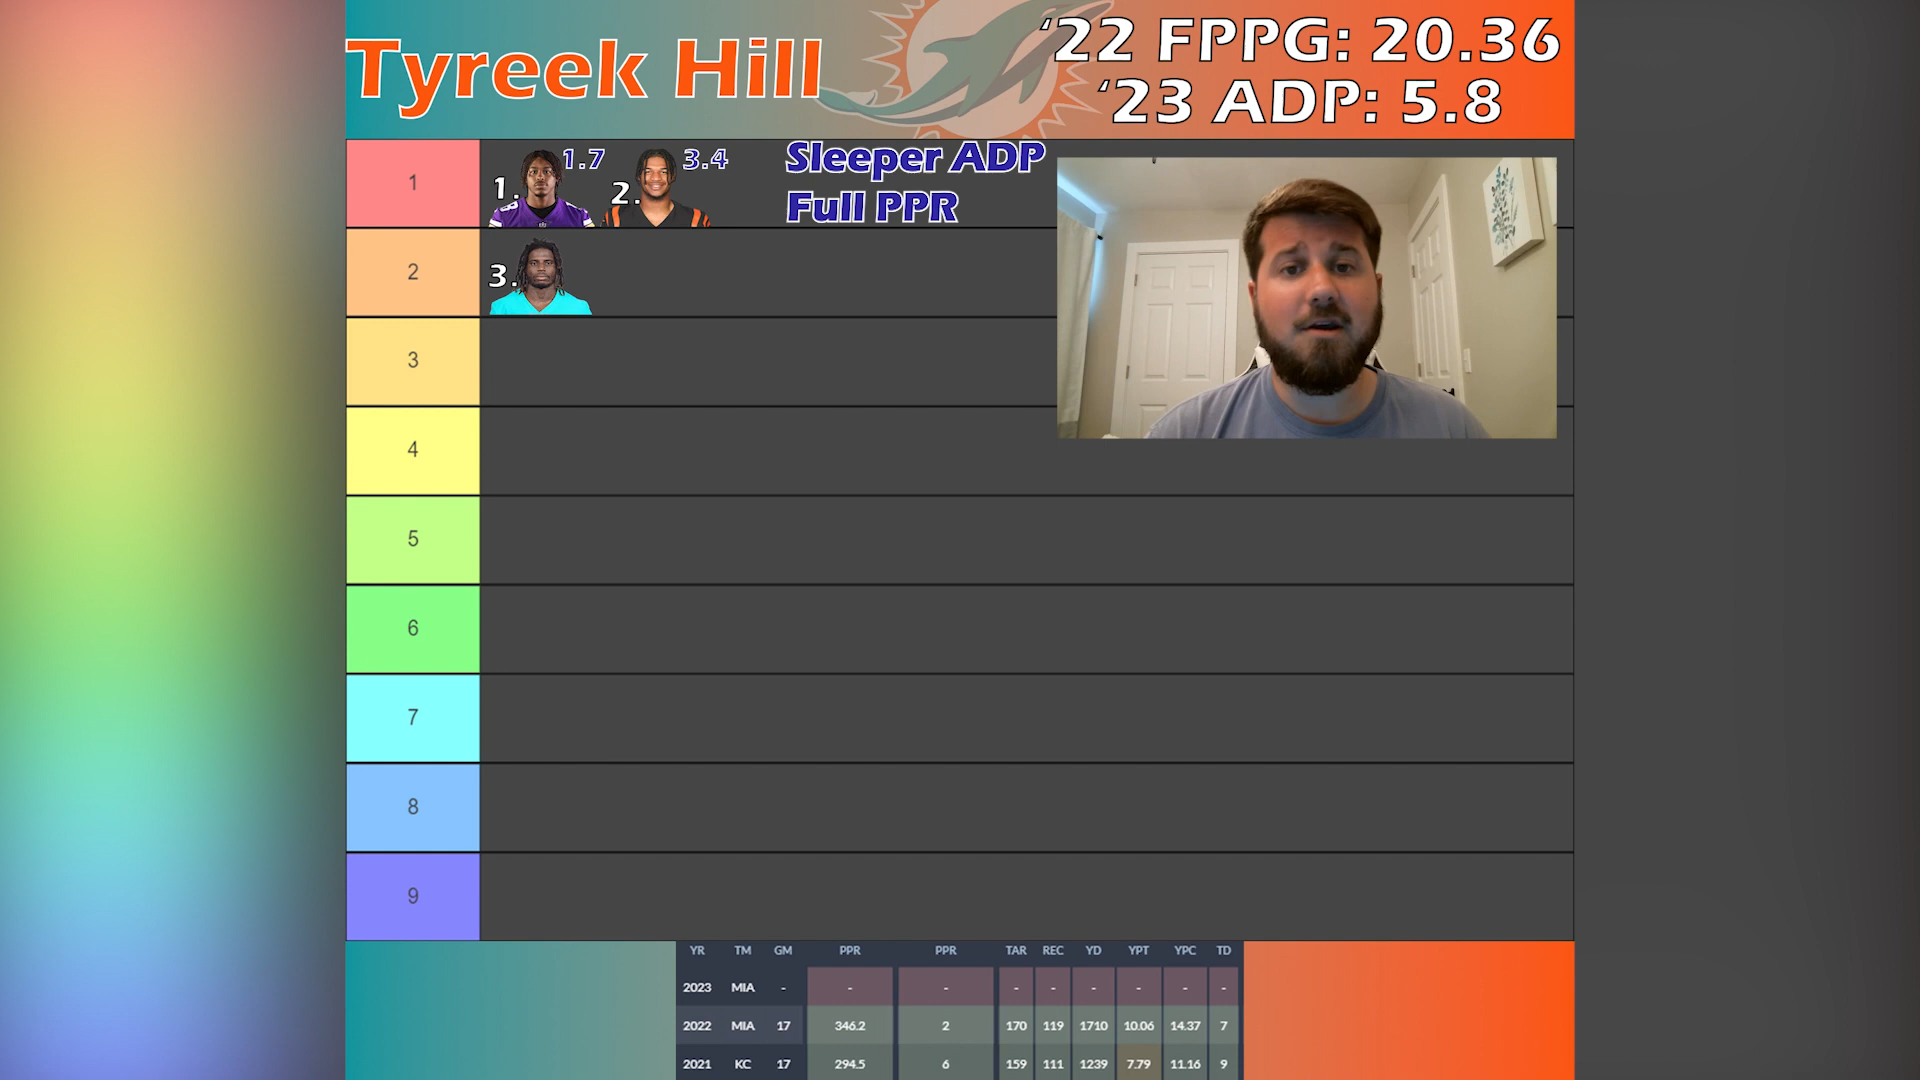 Tyreek Hill
‘22 FPPG: 20.36
‘23 ADP: 5.8
1
1. 1.7 2. 3.4
Sleeper ADP
Full PPR
2
3.
3
4
5
6
7
8
9
YR TM GM PPR PPR TAR REC YD YPT YPC TD
2023 MIA - - - - - - - - -
2022 MIA 17 346.2 2 170 119 1710 10.06 14.37 7
2021 KC 17 294.5 6 159 111 1239 7.79 11.16 9